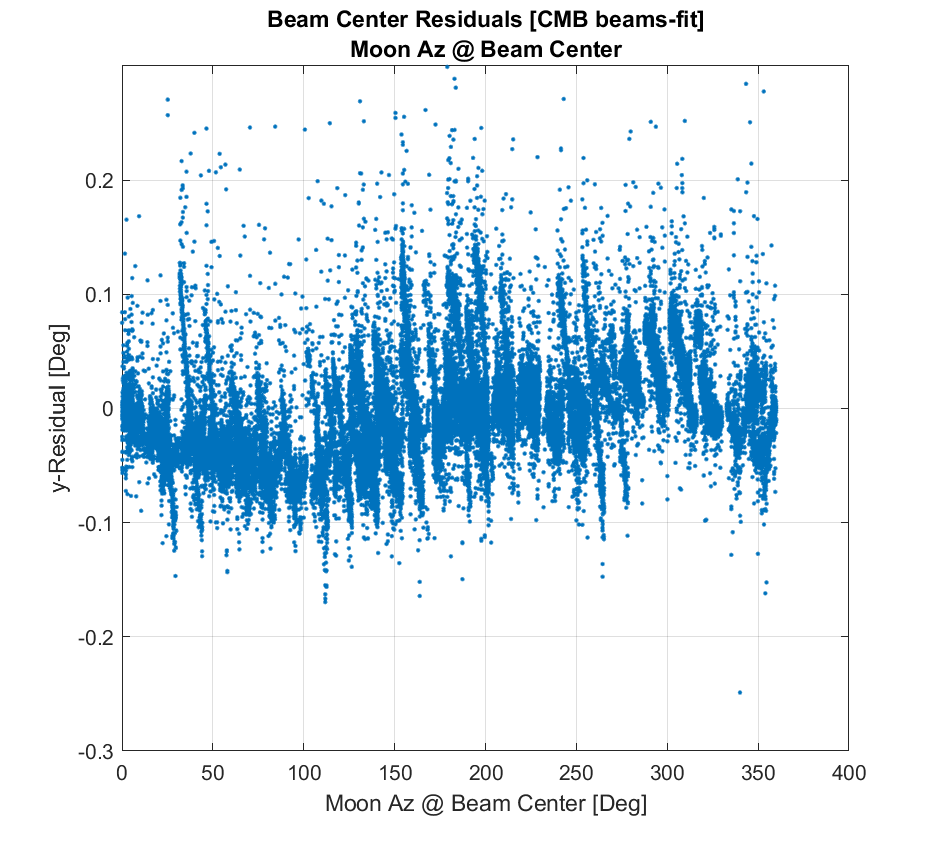 Beam Center Residuals [CMB beams-fit]
Moon Az @ Beam Center
y-Residual [Deg]
0.2
0.1
0
-0.1
-0.2
-0.3
0 50 100 150 200 250 300 350 400
Moon Az @ Beam Center [Deg]